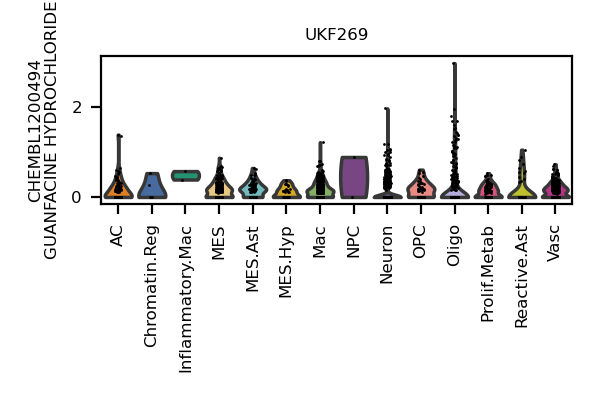 UKF269
CHEMBL1200494
GUANFACINE HYDROCHLORIDE
2
0
AC
Chromatin.Reg
Inflammatory.Mac
MES
MES.Ast
MES.Hyp
Mac
NPC
Neuron
OPC
Oligo
Prolif.Metab
Reactive.Ast
Vasc